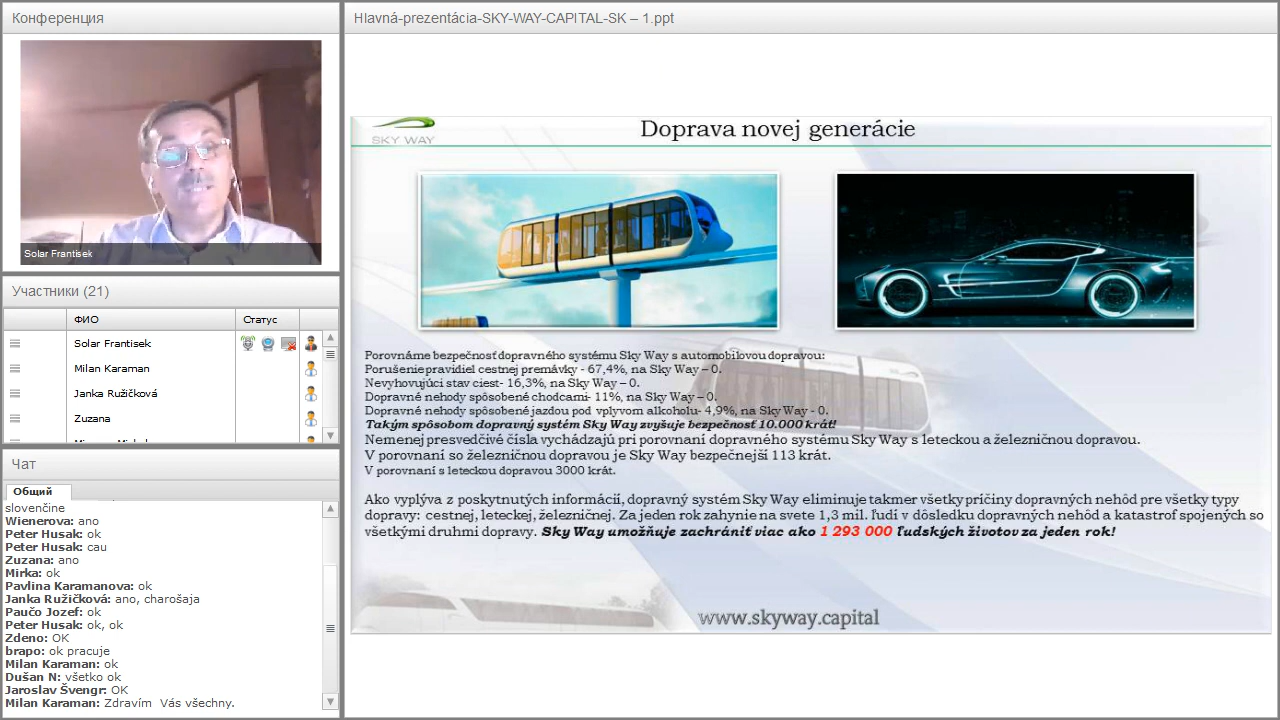 Конференция
Solar Frantisek
Участники (21)
ФИО
Статус
Solar Frantisek
Milan Karaman
Janka Ružičková
Zuzana
Чат
Общий
slovenčine
Wienerova: ano
Peter Husak: ok
Peter Husak: cau
Zuzana: ano
Mirka: ok
Pavlina Karamanova: ok
Janka Ružičková: ano, charošaja
Paučo Jozef: ok
Peter Husak: ok, ok
Zdeno: OK
brapo: ok pracuje
Milan Karaman: ok
Dušan N: všetko ok
Jaroslav Švengr: OK
Milan Karaman: Zdravím Vás všechny.
Hlavná-prezentácia-SKY-WAY-CAPITAL-SK – 1.ppt
SKY WAY
Doprava novej generácie
Porovnáme bezpečnosť dopravného systému Sky Way s automobilovou dopravou:
Porušenie pravidiel cestnej premávky - 67,4%, na Sky Way – 0.
Nevyhovujúci stav ciest- 16,3%, na Sky Way – 0.
Dopravné nehody spôsobené chodcami- 11%, na Sky Way – 0.
Dopravné nehody spôsobené jazdou pod vplyvom alkoholu- 4,9%, na Sky Way - 0.
Takým spôsobom dopravný systém Sky Way zvyšuje bezpečnosť 10.000 krát!
Nemenej presvedčivé čísla vychádzajú pri porovnaní dopravného systému Sky Way s leteckou a železničnou dopravou.
V porovnaní so železničnou dopravou je Sky Way bezpečnejší 113 krát.
V porovnaní s leteckou dopravou 3000 krát.
Ako vyplýva z poskytnutých informácií, dopravný systém Sky Way eliminuje takmer všetky príčiny dopravných nehôd pre všetky typy
dopravy: cestnej, leteckej, železničnej. Za jeden rok zahynie na svete 1,3 mil. ľudí v dôsledku dopravných nehôd a katastrof spojených so
všetkými druhmi dopravy. Sky Way umožňuje zachrániť viac ako 1 293 000 ľudských životov za jeden rok!
www.skyway.capital